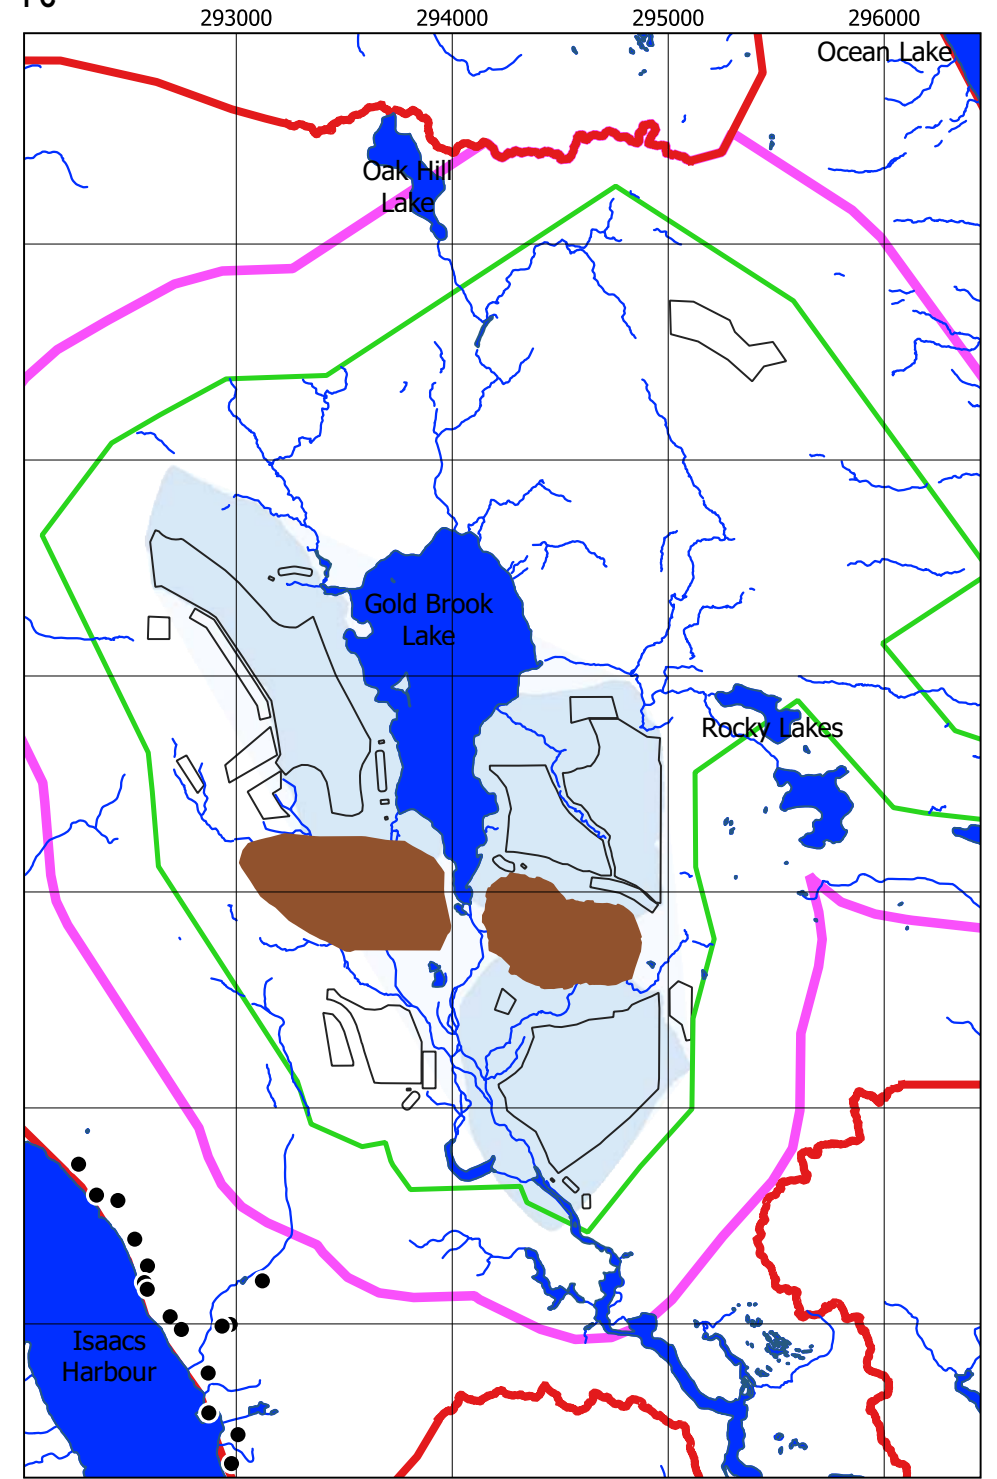 293000 294000 295000 296000
Ocean Lake
Oak Hill
Lake
Gold Brook
Lake
Rocky Lakes
Isaacs
Harbour